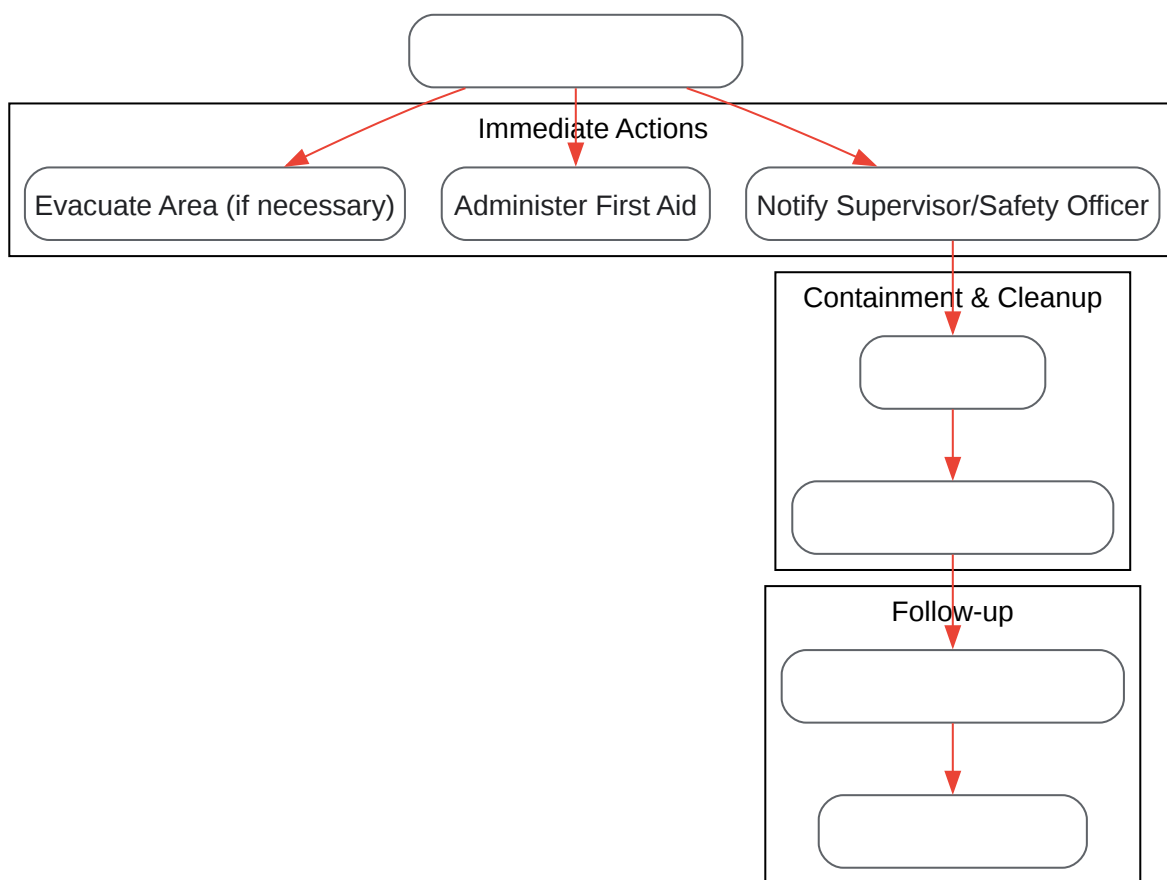 Immediate Actions
Evacuate Area (if necessary)
Administer First Aid
Notify Supervisor/Safety Officer
Containment & Cleanup
Follow-up